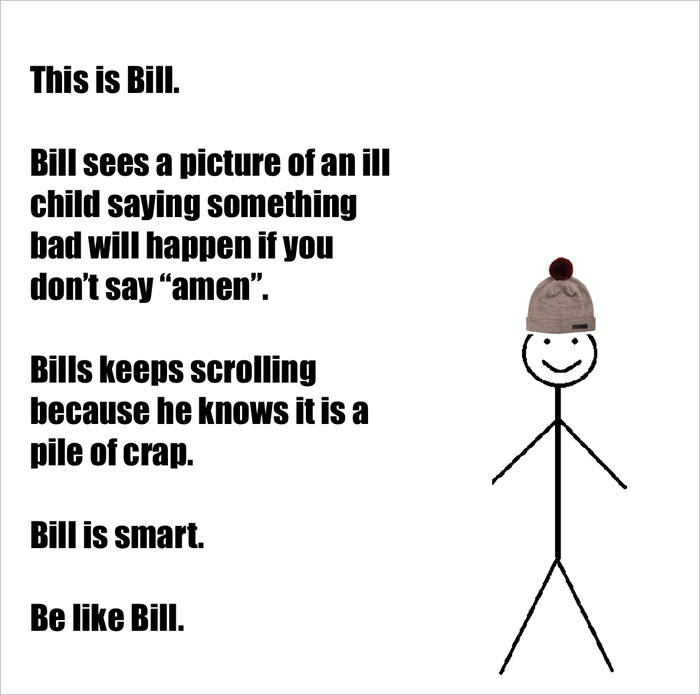 This is Bill.
Bill sees a picture of an ill
child saying something
bad will happen if you
don't say “amen”.
Bills keeps scrolling
because he knows it is a
pile of crap.
Bill is smart.
Be like Bill.